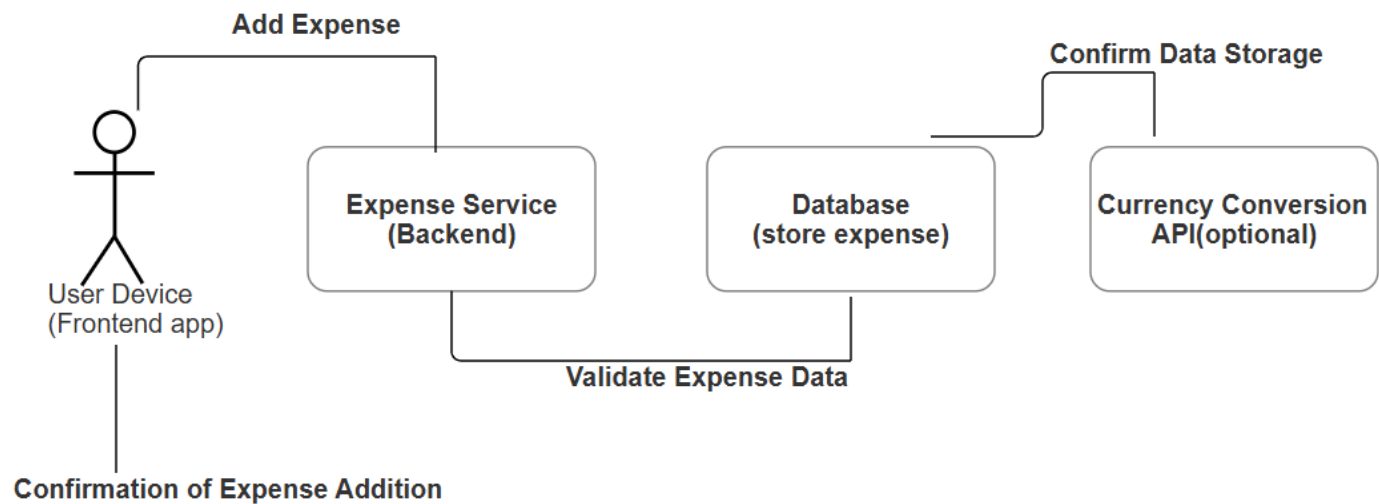 Add Expense
Confirm Data Storage
Expense Service
(Backend)
Database
(store expense)
Currency Conversion
API(optional)
User Device
(Frontend app)
Validate Expense Data
Confirmation of Expense Addition